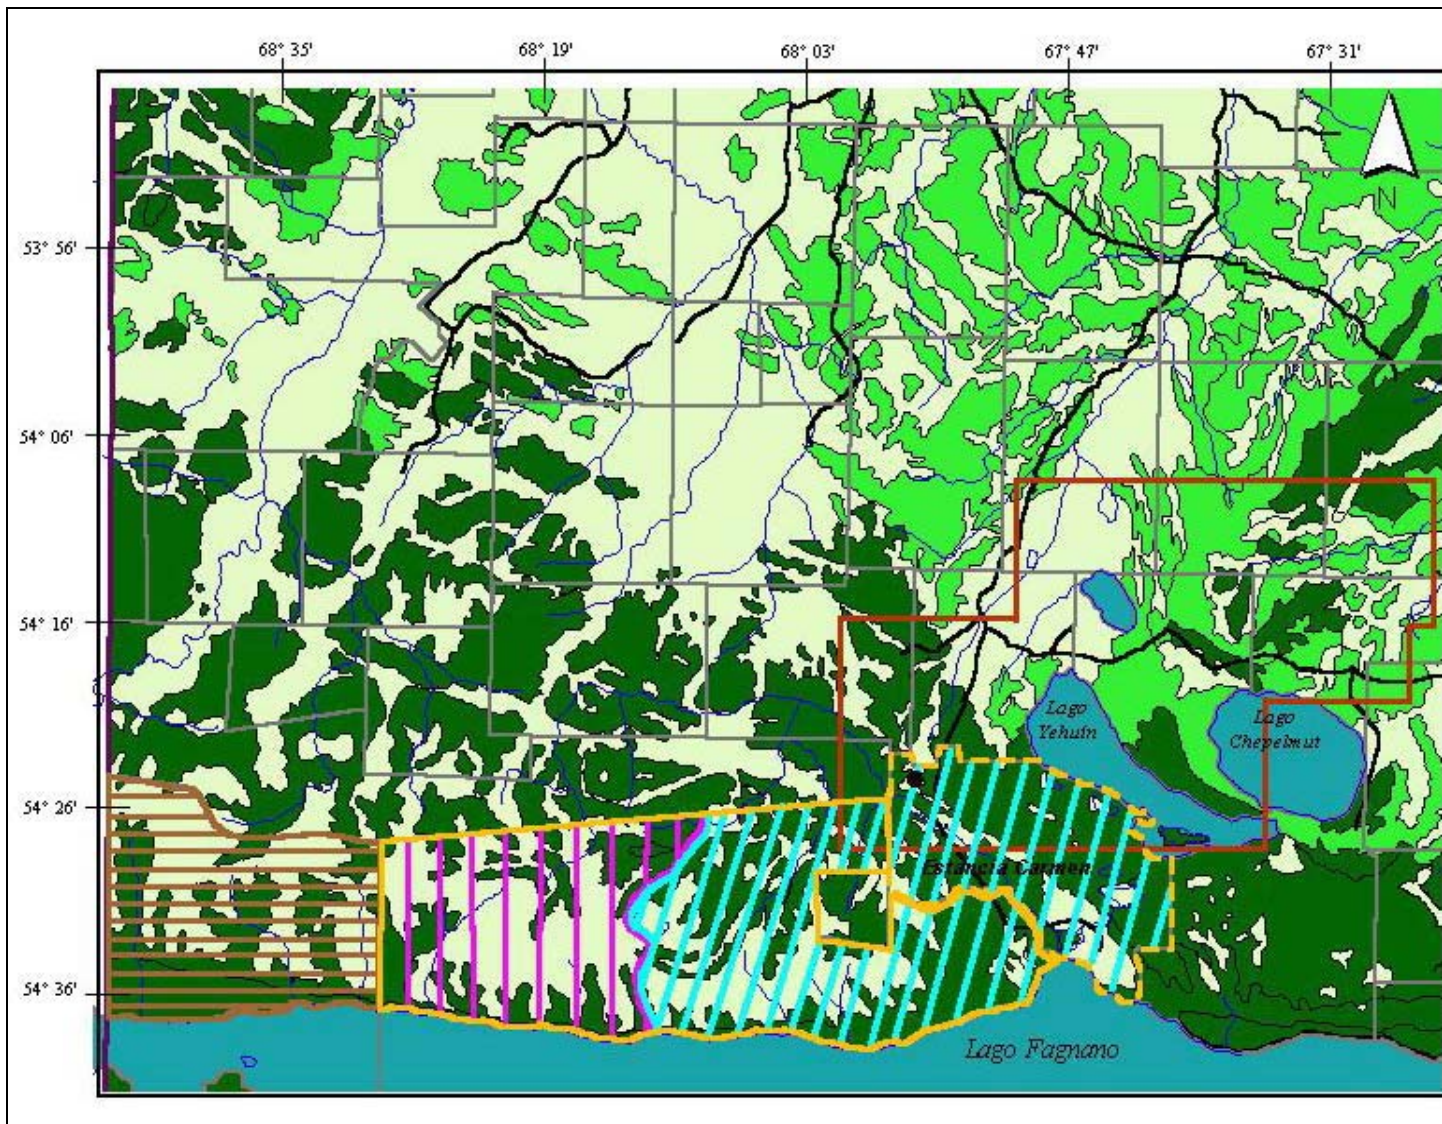 68° 35'
68° 19'
68° 03'
67° 47'
67° 31'
N
53° 56'
54° 06'
54° 16'
Lago
Yehuin
Lago
Chepelmut
54° 26'
Estancia Carmen
54° 36'
Lago Fagnano